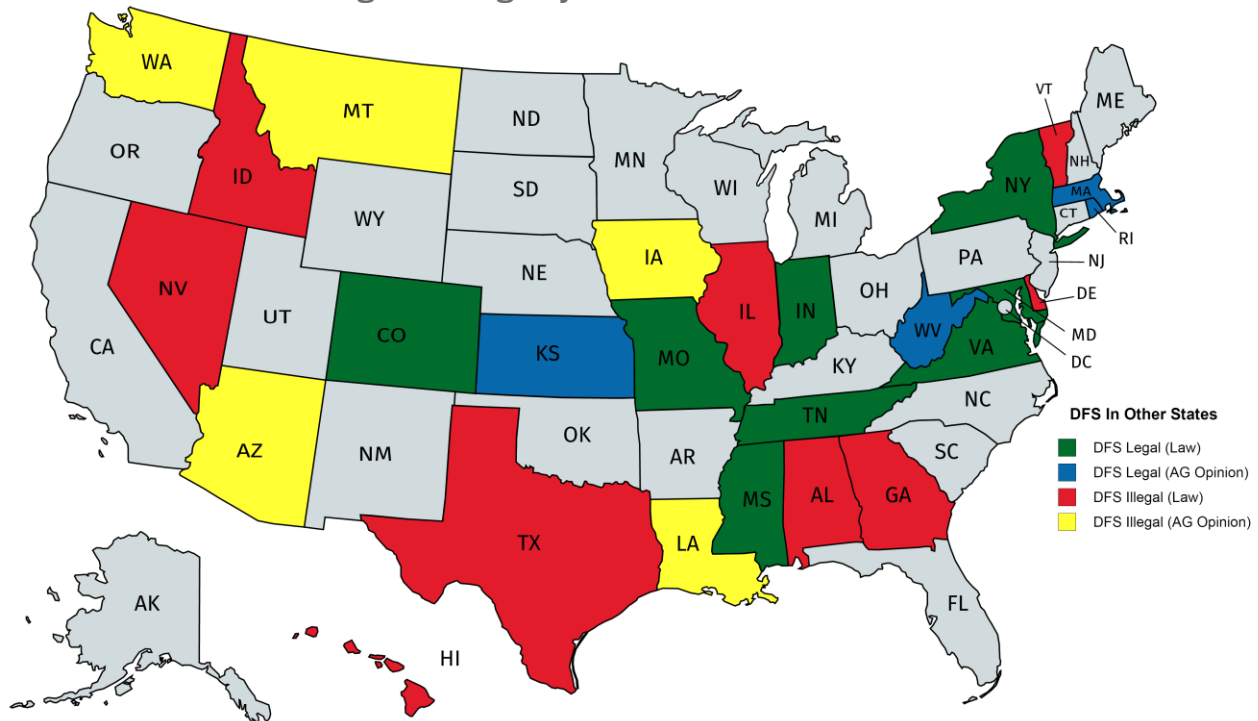 WA
MT
ND
MN
OR
ID
SD
WI
MI
WY
NE
IA
NV
UT
CO
CA
KS
MO
IL
IN
OH
KY
WV
VA
PA
NY
VT
NH
ME
MA
CT
RI
NJ
DE
MD
DC
NC
TN
SC
AZ
NM
OK
AR
MS
AL
GA
TX
LA
FL
AK
HI
DFS In Other States
DFS Legal (Law)
DFS Legal (AG Opinion)
DFS Illegal (Law)
DFS Illegal (AG Opinion)